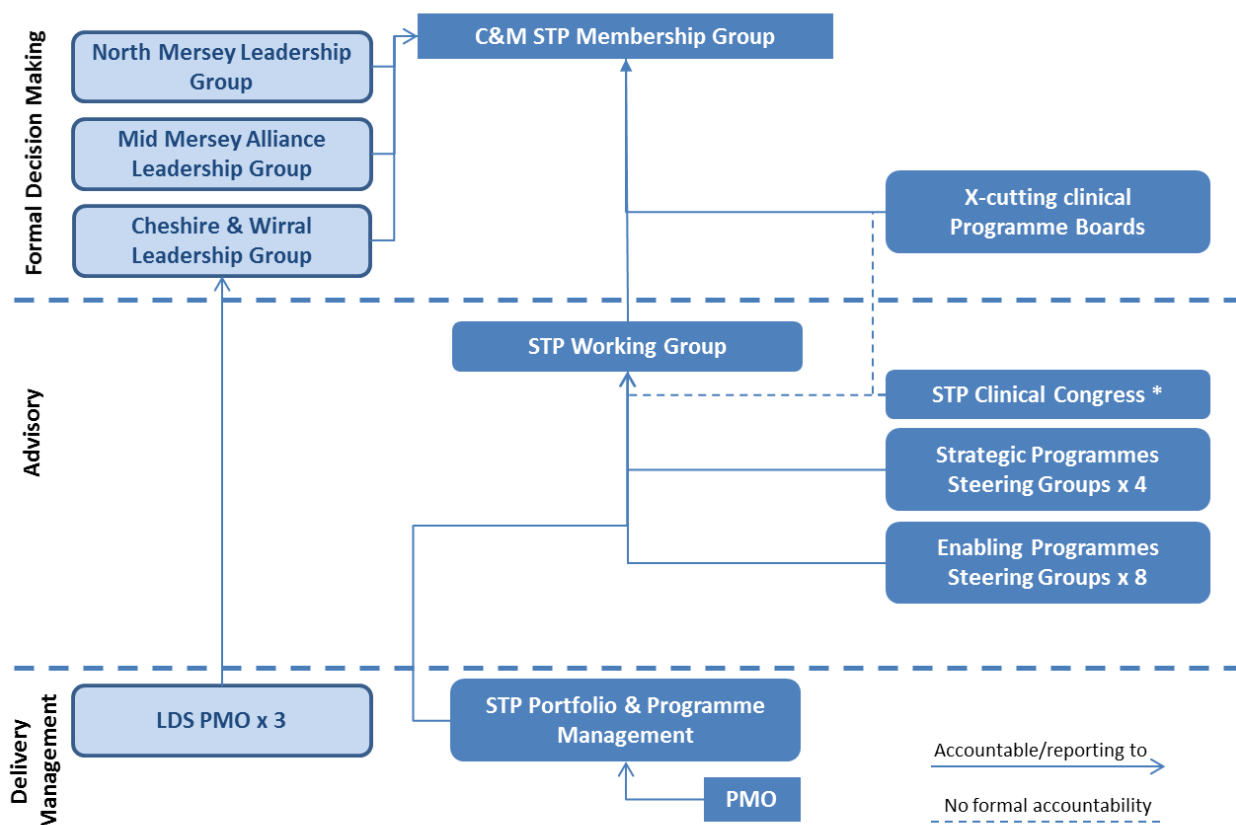 Formal Decision Making
North Mersey Leadership
Group
Mid Mersey Alliance
Leadership Group
Cheshire & Wirral
Leadership Group
C&M STP Membership Group
X-cutting clinical
Programme Boards
Advisory
STP Working Group
STP Clinical Congress *
Strategic Programmes
Steering Groups x 4
Enabling Programmes
Steering Groups x 8
Delivery
Management
LDS PMO x 3
STP Portfolio & Programme
Management
PMO
Accountable/reporting to
No formal accountability